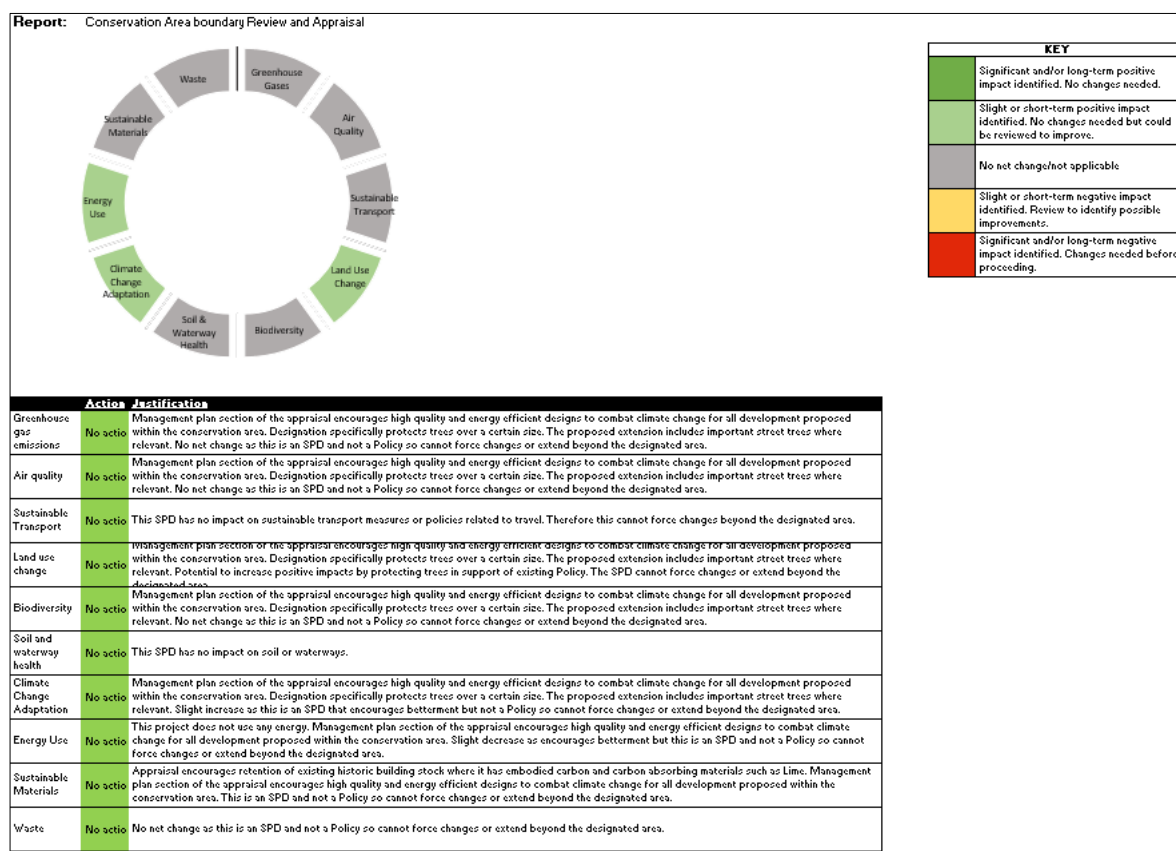 Report: Conservation Area boundary Review and Appraisal
Waste
Greenhouse
Gases
Sustainable
Materials
Air
Quality
Energy
Use
Sustainable
Transport
Climate
Change
Adaptation
Land Use
Change
Soil &
Waterway
Health
Biodiversity
KEY
Significant and/or long-term positive
impact identified. No changes needed.
Slight or short-term positive impact
identified. No changes needed but could
be reviewed to improve.
No net change/not applicable
Slight or short-term negative impact
identified. Review to identify possible
improvements.
Significant and/or long-term negative
impact identified. Changes needed before
proceeding.
Action Justification
Greenhouse
gas
emissions
No actio
Management plan section of the appraisal encourages high quality and energy efficient designs to combat climate change for all development proposed
within the conservation area. Designation specifically protects trees over a certain size. The proposed extension includes important street trees where
relevant. No net change as this is an SPD and not a Policy so cannot force changes or extend beyond the designated area.
Air quality
No actio
Management plan section of the appraisal encourages high quality and energy efficient designs to combat climate change for all development proposed
within the conservation area. Designation specifically protects trees over a certain size. The proposed extension includes important street trees where
relevant. No net change as this is an SPD and not a Policy so cannot force changes or extend beyond the designated area.
Sustainable
Transport
No actio
This SPD has no impact on sustainable transport measures or policies related to travel. Therefore this cannot force changes beyond the designated area.
Land use
change
No actio
Management plan section of the appraisal encourages high quality and energy efficient designs to combat climate change for all development proposed
within the conservation area. Designation specifically protects trees over a certain size. The proposed extension includes important street trees where
relevant. Potential to increase positive impacts by protecting trees in support of existing Policy. The SPD cannot force changes or extend beyond the
designated area.
Biodiversity
No actio
Management plan section of the appraisal encourages high quality and energy efficient designs to combat climate change for all development proposed
within the conservation area. Designation specifically protects trees over a certain size. The proposed extension includes important street trees where
relevant. No net change as this is an SPD and not a Policy so cannot force changes or extend beyond the designated area.
Soil and
waterway
health
No actio
This SPD has no impact on soil or waterways.
Climate
Change
Adaptation
No actio
Management plan section of the appraisal encourages high quality and energy efficient designs to combat climate change for all development proposed
within the conservation area. Designation specifically protects trees over a certain size. The proposed extension includes important street trees where
relevant. Slight increase as this is an SPD that encourages betterment but not a Policy so cannot force changes or extend beyond the designated area.
Energy Use
No actio
This project does not use any energy. Management plan section of the appraisal encourages high quality and energy efficient designs to combat climate
change for all development proposed within the conservation area. Slight decrease as encourages betterment but this is an SPD and not a Policy so cannot
force changes or extend beyond the designated area.
Sustainable
Materials
No actio
Appraisal encourages retention of existing historic building stock where it has embodied carbon and carbon absorbing materials such as Lime. Management
plan section of the appraisal encourages high quality and energy efficient designs to combat climate change for all development proposed within the
conservation area. This is an SPD and not a Policy so cannot force changes or extend beyond the designated area.
Waste
No actio
No net change as this is an SPD and not a Policy so cannot force changes or extend beyond the designated area.